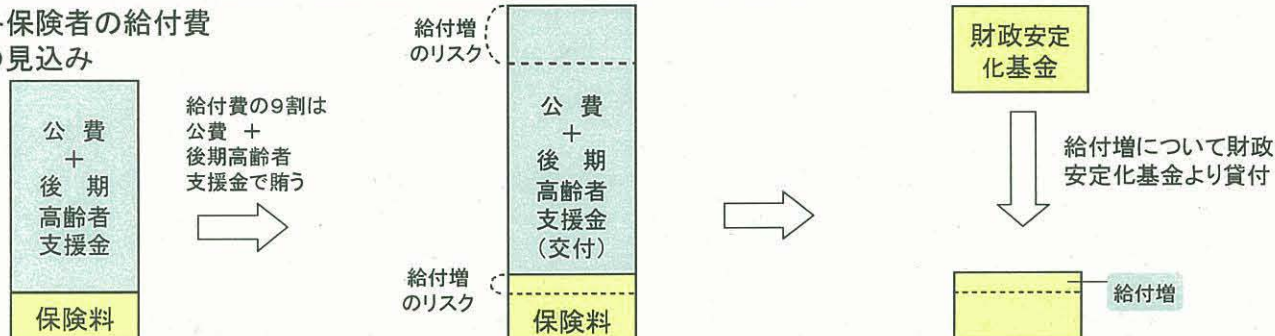 保険者の給付費
見込み
公 費
+
後 期
高齢者
支援金
保険料
給付費の9割は
公費 +
後期高齢者
支援金で賄う
給付増
のリスク
公 費
+
後 期
高齢者
支援金
(交付)
給付増
のリスク
保険料
財政安定
化基金
給付増について財政
安定化基金より貸付
給付増